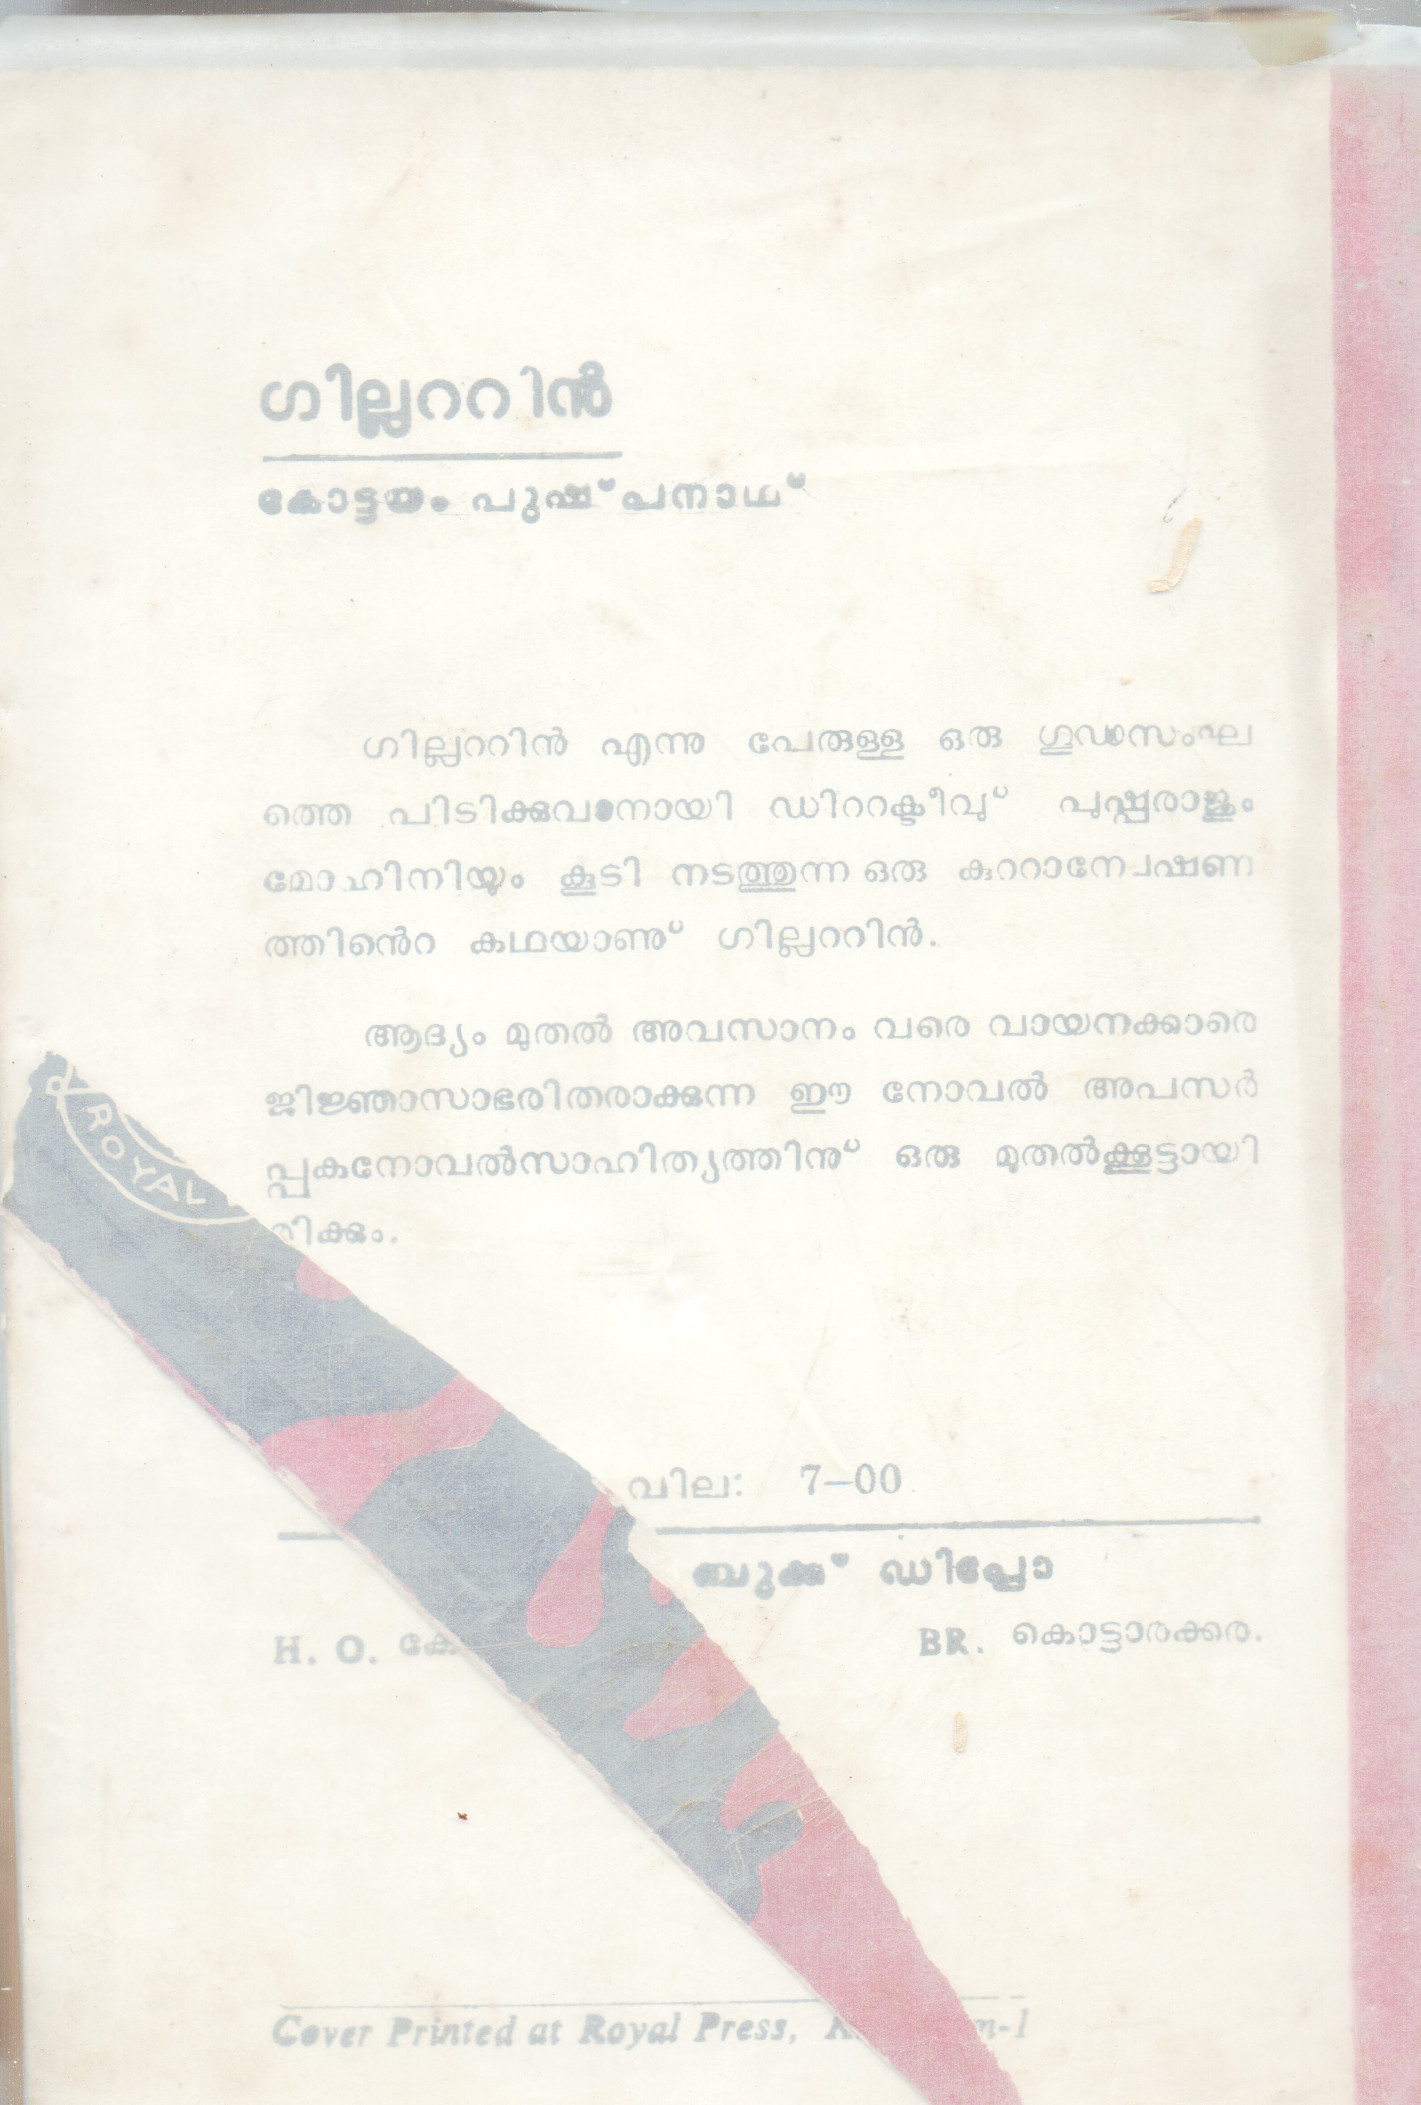 ഗില്ലററിൻ
കോട്ടയം പുഷ്പനാഥ്
ഗില്ലററിൻ എന്നു പേരുള്ള ഒരു ഗൂഢസംഘ
ത്തെ പിടിക്കുവാനായി ഡിററക്ടീവു് പുഷ്പരാജും
മോഹിനിയും കൂടി നടത്തുന്ന ഒരു കുററാന്വേഷണ
ത്തിൻെറ കഥയാണു് ഗില്ലററിൻ.
ആദ്യം മുതൽ അവസാനം വരെ വായനക്കാരെ
ജിജ്ഞാസാഭരിതരാക്കുന്ന ഈ നോവൽ അപസർ
പ്പകനോവൽസാഹിത്യത്തിനു് ഒരു മുതൽക്കൂട്ടായി
രിക്കും.
ROYAL
വില: 7—00
ബുക്ക് ഡിപ്പോ
H. O. BR. കൊട്ടാരക്കര.
Cover Printed at Royal Press,